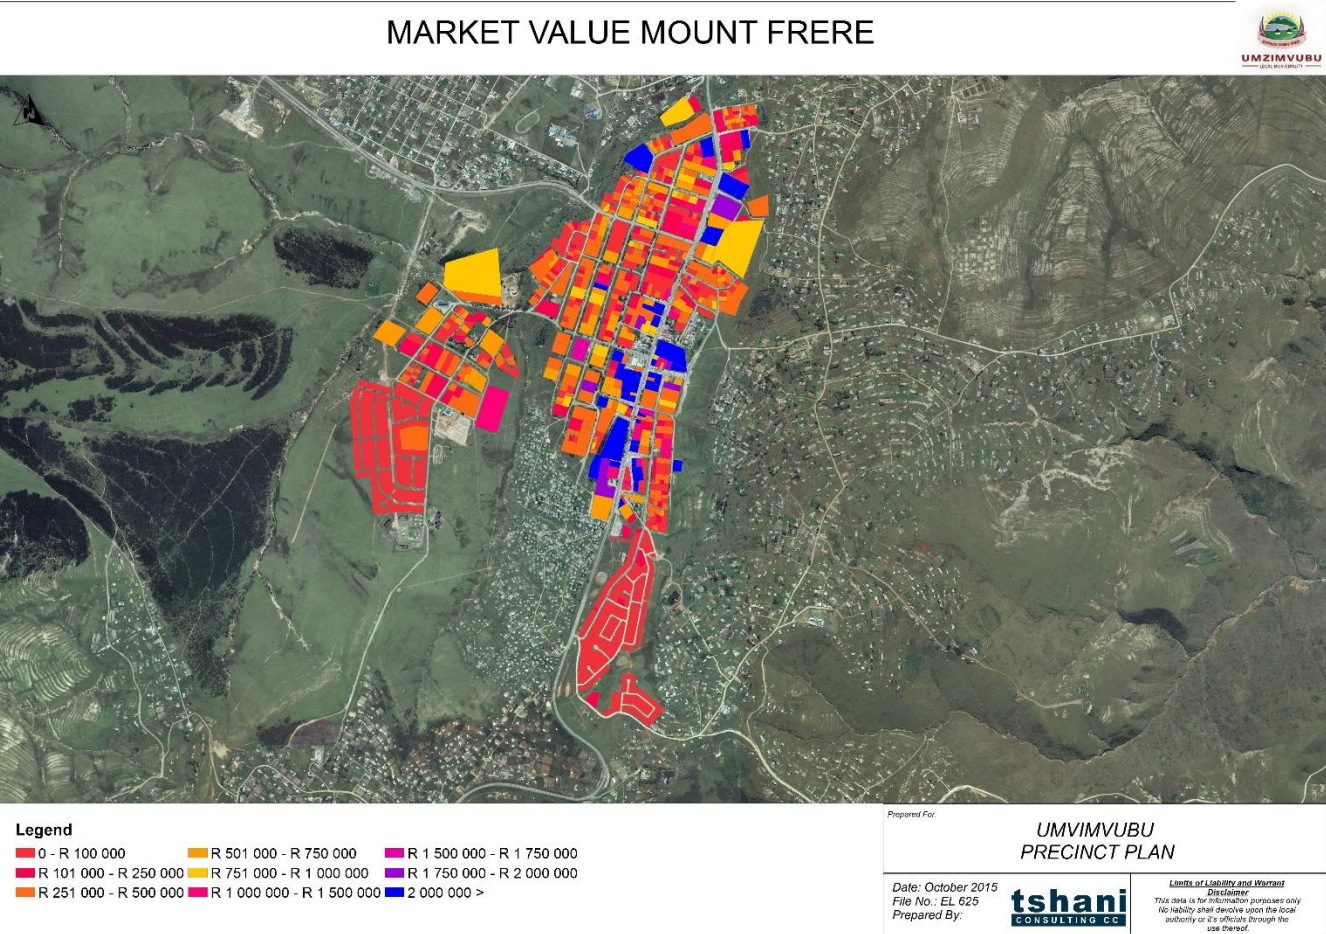 MARKET VALUE MOUNT FRERE
UMZIMVUBU
LOCAL MUNICIPALITY
N
Legend
0 - R 100 000
R 101 000 - R 250 000
R 251 000 - R 500 000
R 501 000 - R 750 000
R 751 000 - R 1 000 000
R 1 000 000 - R 1 500 000
R 1 500 000 - R 1 750 000
R 1 750 000 - R 2 000 000
2 000 000 >
Prepared For:
UMVIMVUBU
PRECINCT PLAN
Date: October 2015
File No.: EL 625
Prepared By:
tshani
CONSULTING CC
Limits of Liability and Warrant
Disclaimer
This data is for information purposes only
No liability shall devolve upon the local
authority or it's officials through the
use thereof.